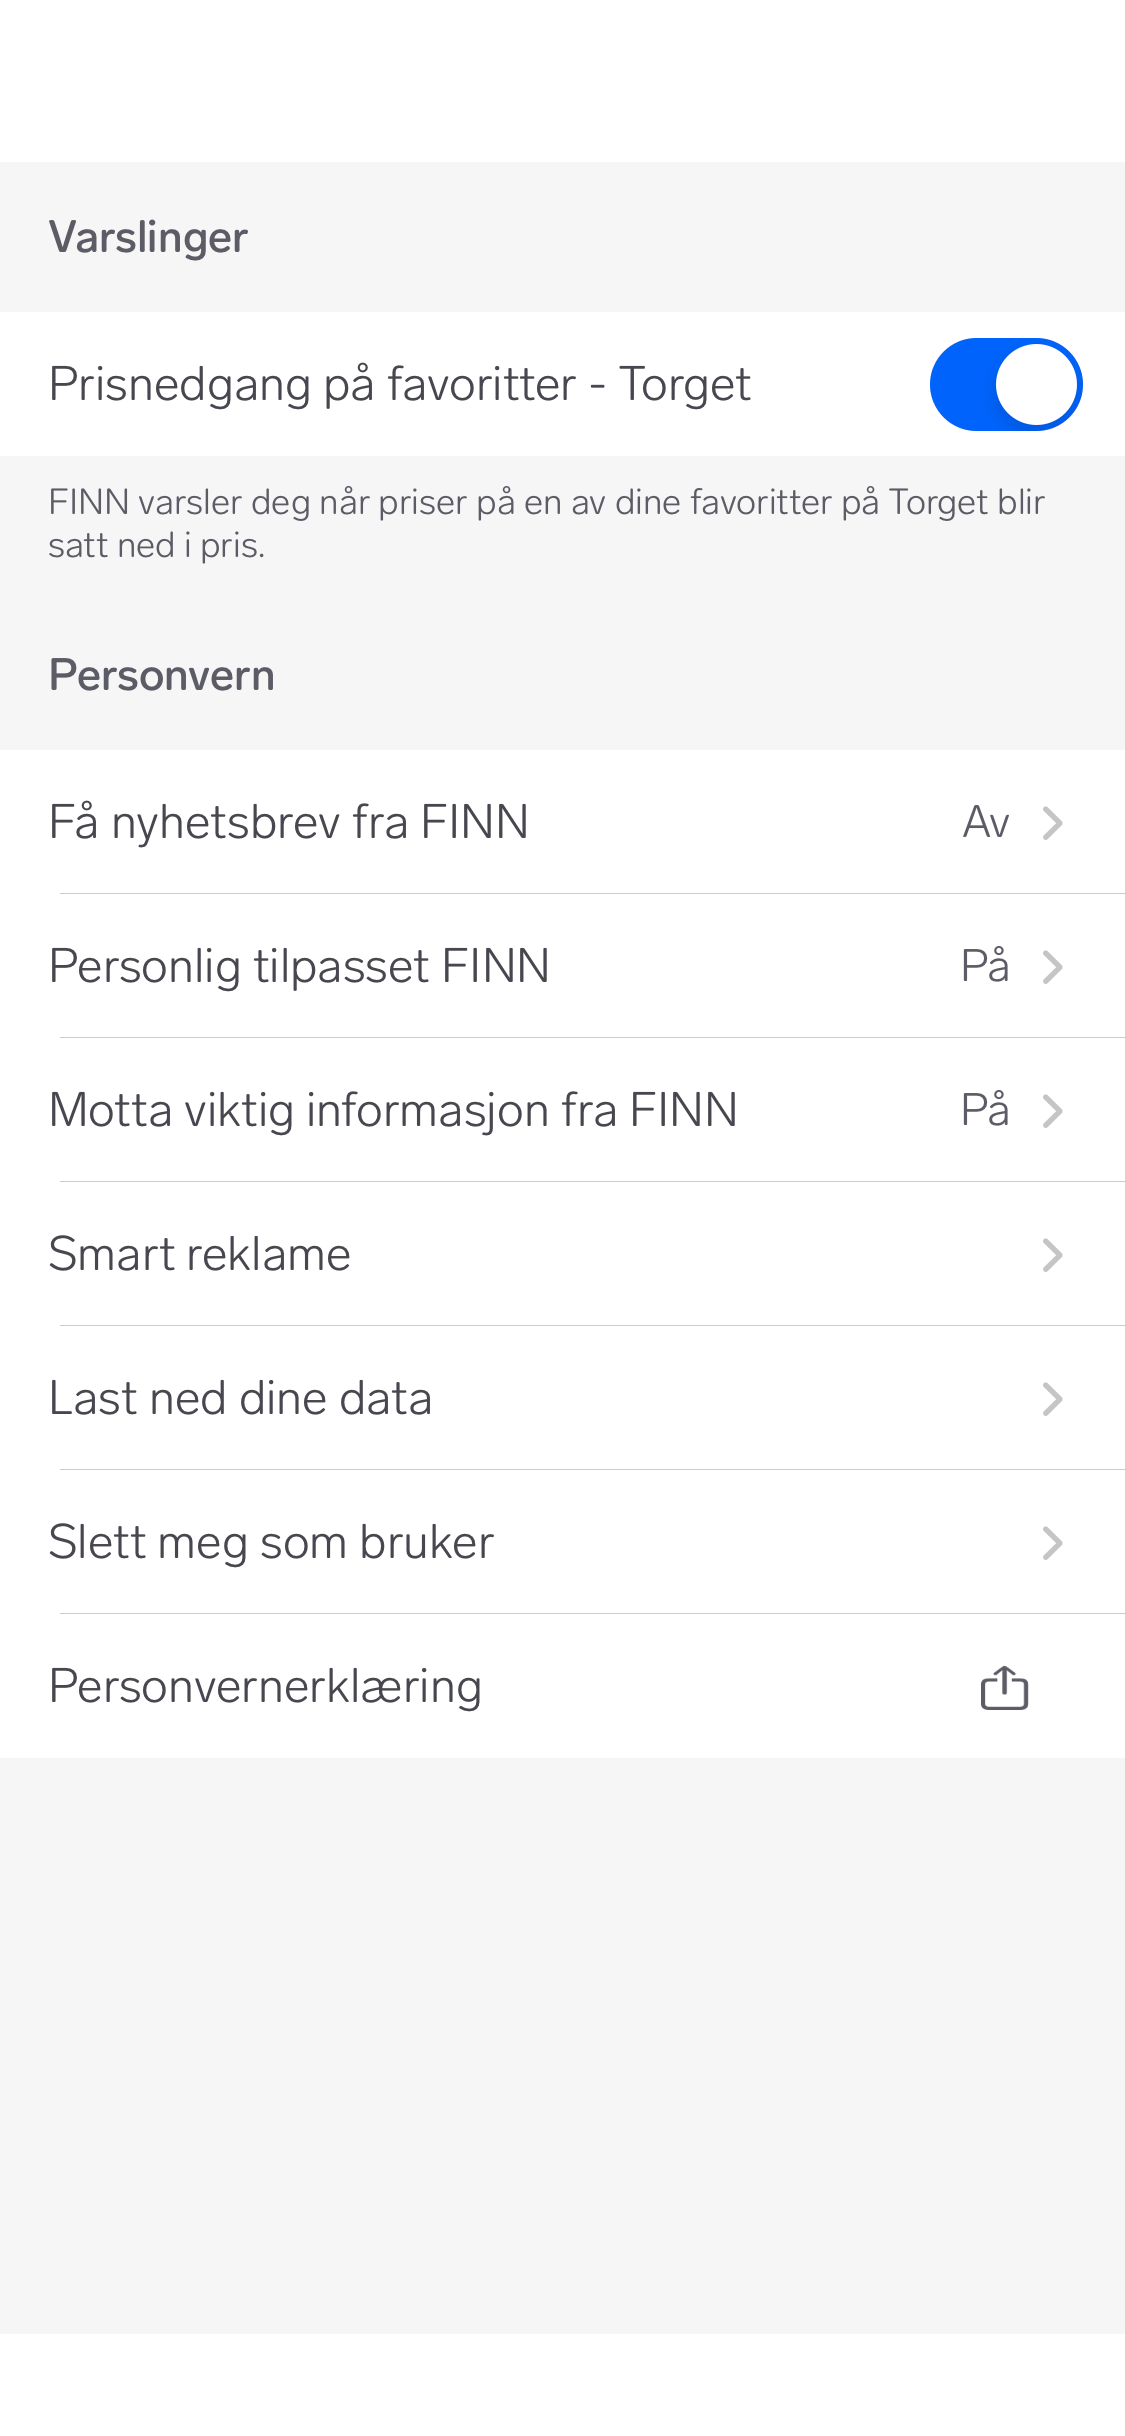 Varslinger
Prisnedgang på favoritter - Torget
FINN varsler deg når priser på en av dine favoritter på Torget blir
satt ned i pris.
Personvern
Få nyhetsbrev fra FINN Av
Personlig tilpasset FINN På
Motta viktig informasjon fra FINN På
Smart reklame
Last ned dine data
Slett meg som bruker
Personvernerklæring